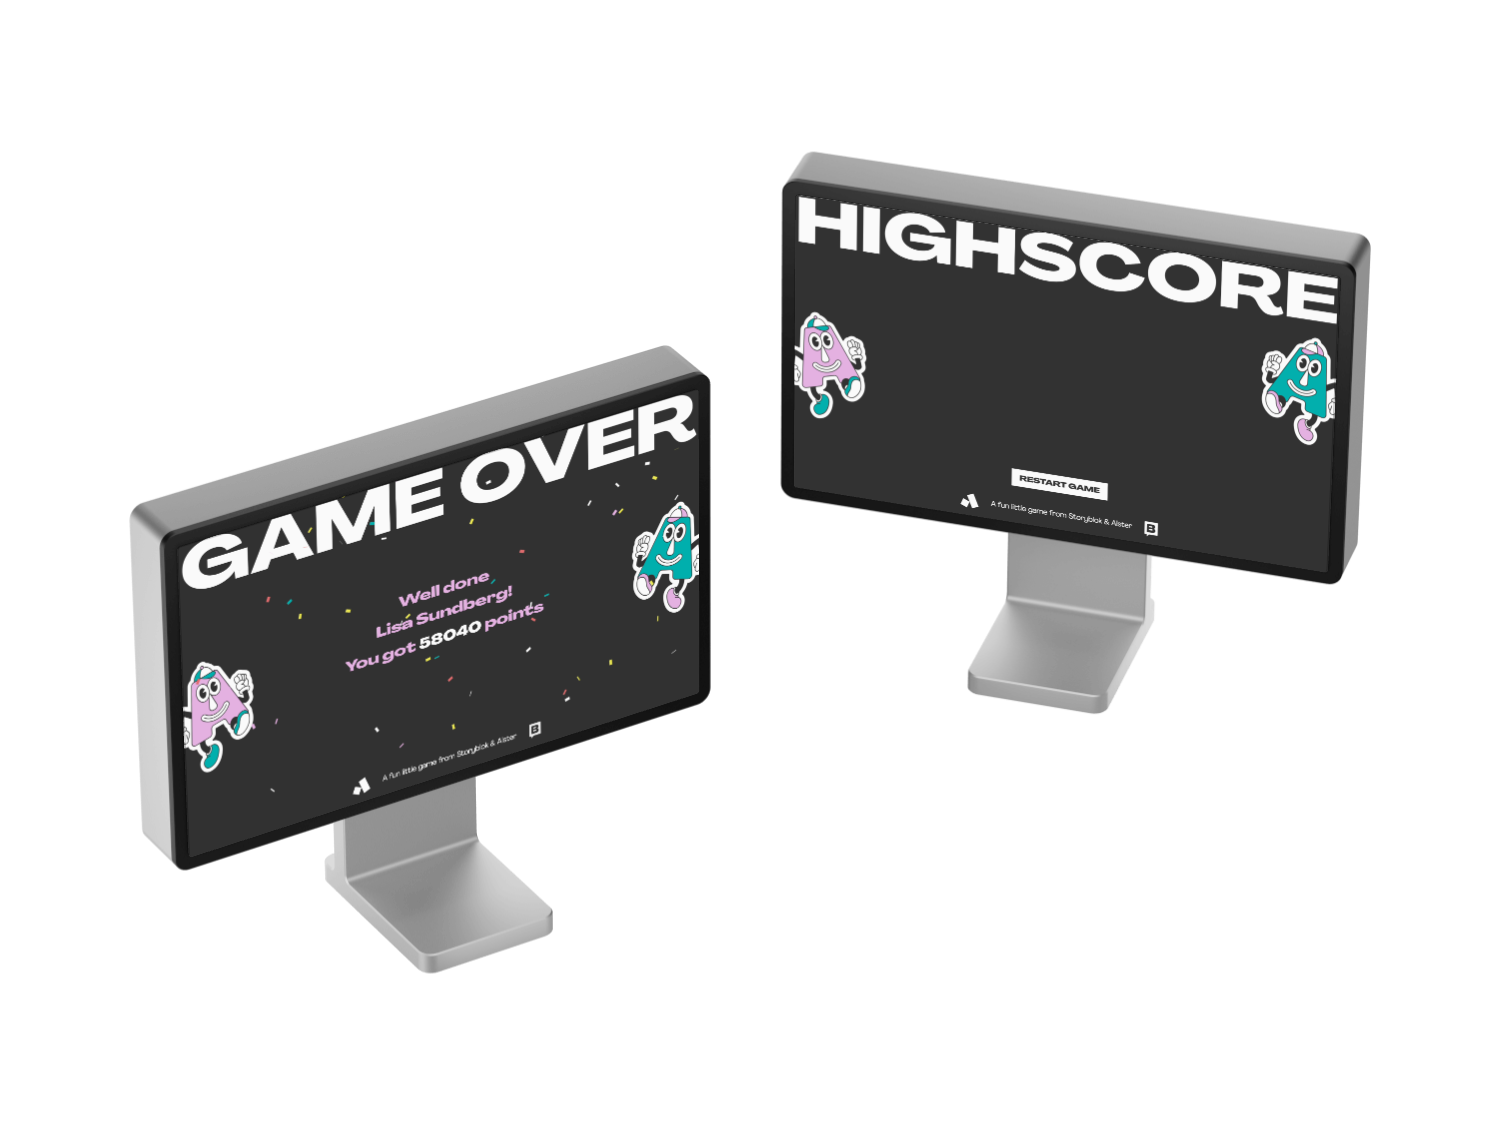 GAME OVER
Well done
Lisa Sundberg!
You got 58040 points
A fun little game from Storyblok & Alster
B
HIGHSCORE
RESTART GAME
A fun little game from Storyblok & Alster
B